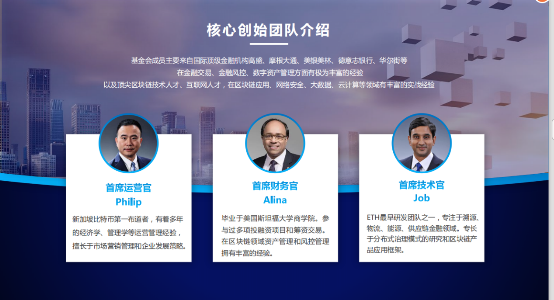 核心创始团队介绍
基金会成员主要来自国际顶级金融机构高盛、摩根大通、美银美林、德意志银行、华尔街等
在金融交易、金融风控、数字资产管理方面有极为丰富的经验
以及顶尖区块链技术人才、互联网人才，在区块链应用、网络安全、大数据、云计算等领域有丰富的实战经验
首席运营官
Philip
新加坡比特币第一布道者，有着多年
的经济学、管理学等运营管理经验，
擅长于市场营销管理和企业发展策略。
首席财务官
Alina
毕业于美国斯坦福大学商学院。参
与过多项投融资项目和筹资交易。
在区块链领域资产管理和风控管理
拥有丰富的经验。
首席技术官
Job
ETH最早研发团队之一，专注于溯源、
物流、能源、供应链金融领域。专长
于分布式治理模式的研究和区块链产
品应用框架。